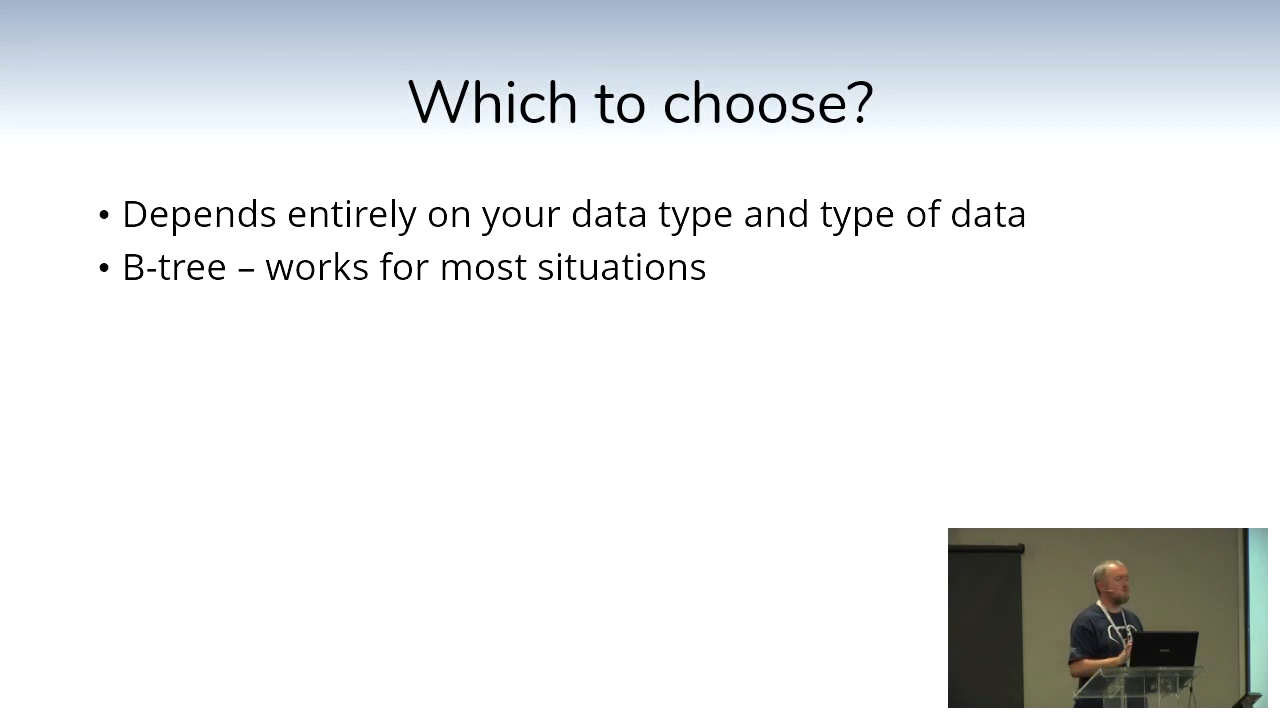 Which to choose?
• Depends entirely on your data type and type of data
• B-tree – works for most situations